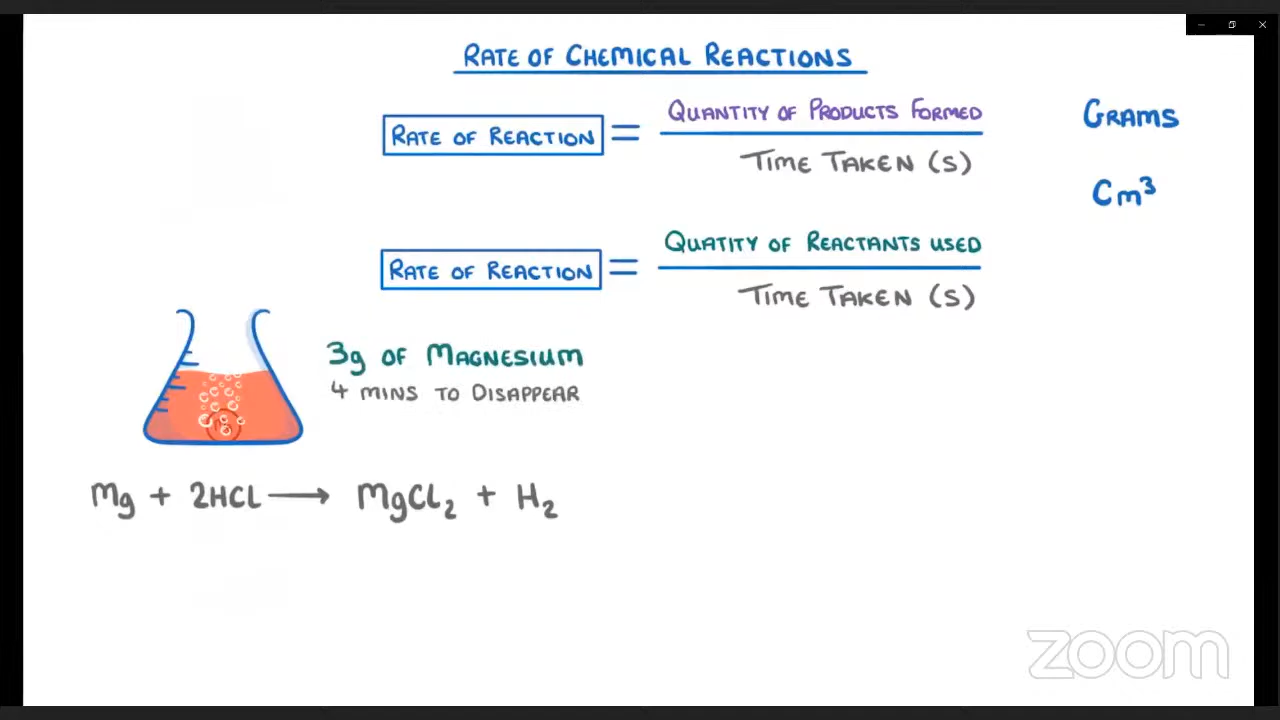 RATE OF CHEMICAL REACTIONS
RATE OF REACTION = QUANTITY OF PRODUCTS FORMED
TIME TAKEN (S)
GRAMS
Cm³
RATE OF REACTION = QUATITY OF REACTANTS USED
TIME TAKEN (S)
3g OF MAGNESIUM
4 MINS TO DISAPPEAR
Mg + 2HCL → MgCL₂ + H₂
zoom